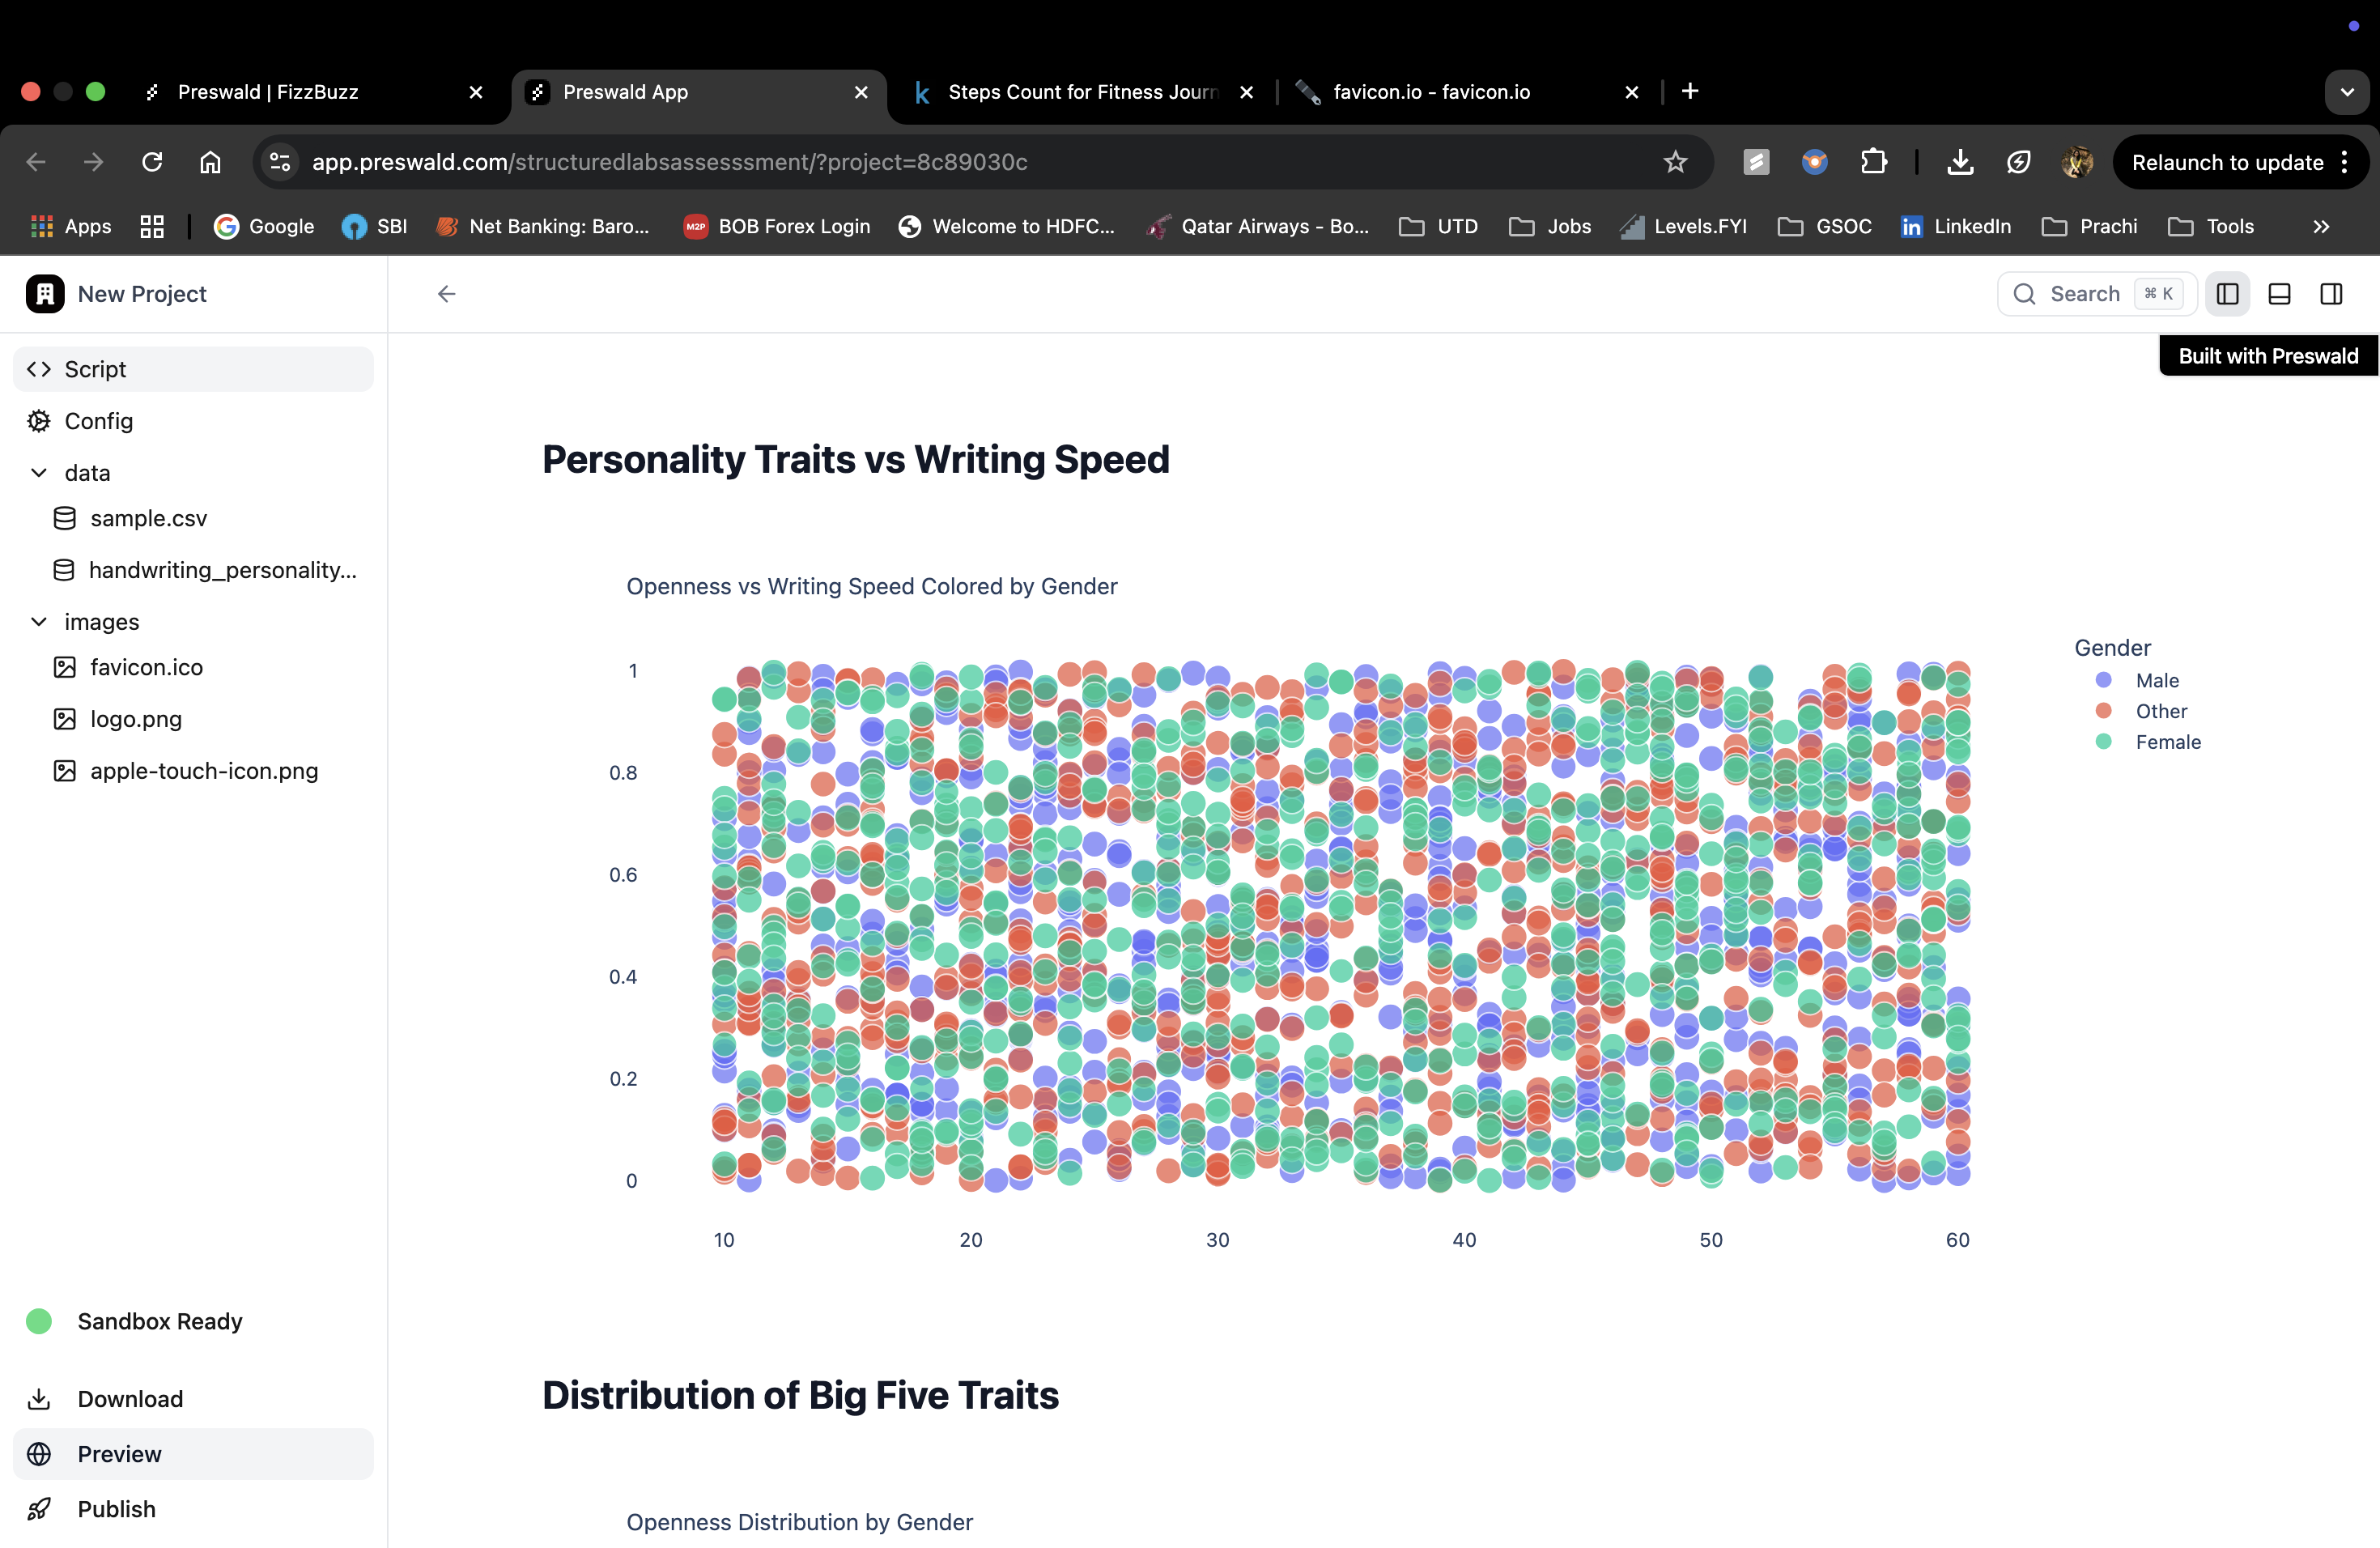 Preswald | FizzBuzz
Preswald App
Steps Count for Fitness Journ
favicon.io - favicon.io
app.preswald.com/structuredlabsassesssment/?project=8c89030c
Relaunch to update
Apps
Google
SBI
Net Banking: Baro...
M2P
BOB Forex Login
Welcome to HDFC...
Qatar Airways - Bo...
UTD
Jobs
Levels.FYI
GSOC
LinkedIn
Prachi
Tools
New Project
Search ⌘ K
Script
Config
data
sample.csv
handwriting_personality...
images
favicon.ico
logo.png
apple-touch-icon.png
Sandbox Ready
Download
Preview
Publish
Built with Preswald
Personality Traits vs Writing Speed
Openness vs Writing Speed Colored by Gender
1
0.8
0.6
0.4
0.2
0
10 20 30 40 50 60
Gender
Male
Other
Female
Distribution of Big Five Traits
Openness Distribution by Gender